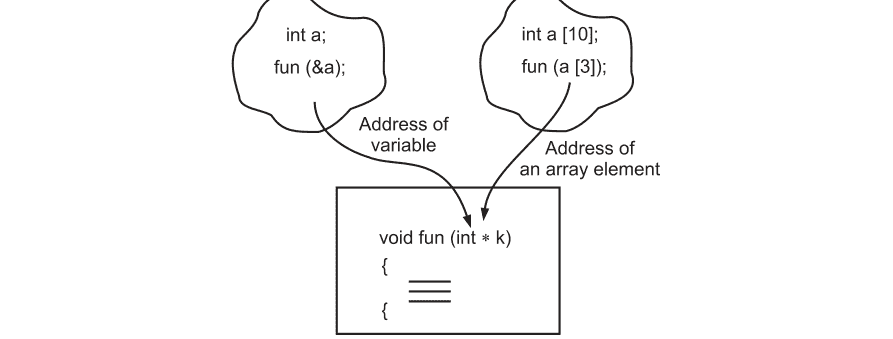 int a;
fun (&a);
int a [10];
fun (a [3]);
Address of
variable
Address of
an array element
void fun (int * k)
{
{